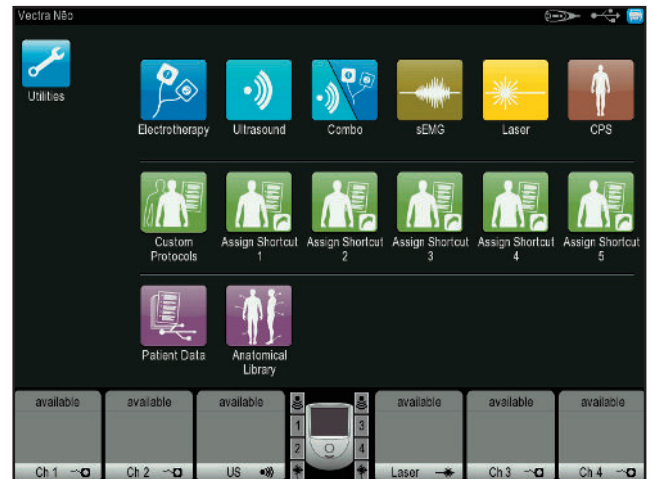 Vectra Nēo
Utilities
Electrotherapy Ultrasound Combo sEMG Laser CPS
Custom Assign Shortcut Assign Shortcut Assign Shortcut Assign Shortcut Assign Shortcut
Protocols 1 2 3 4 5
Patient Data Anatomical
Library
available available available available available available
1 3
2 4
Ch 1 Ch 2 US Laser Ch 3 Ch 4